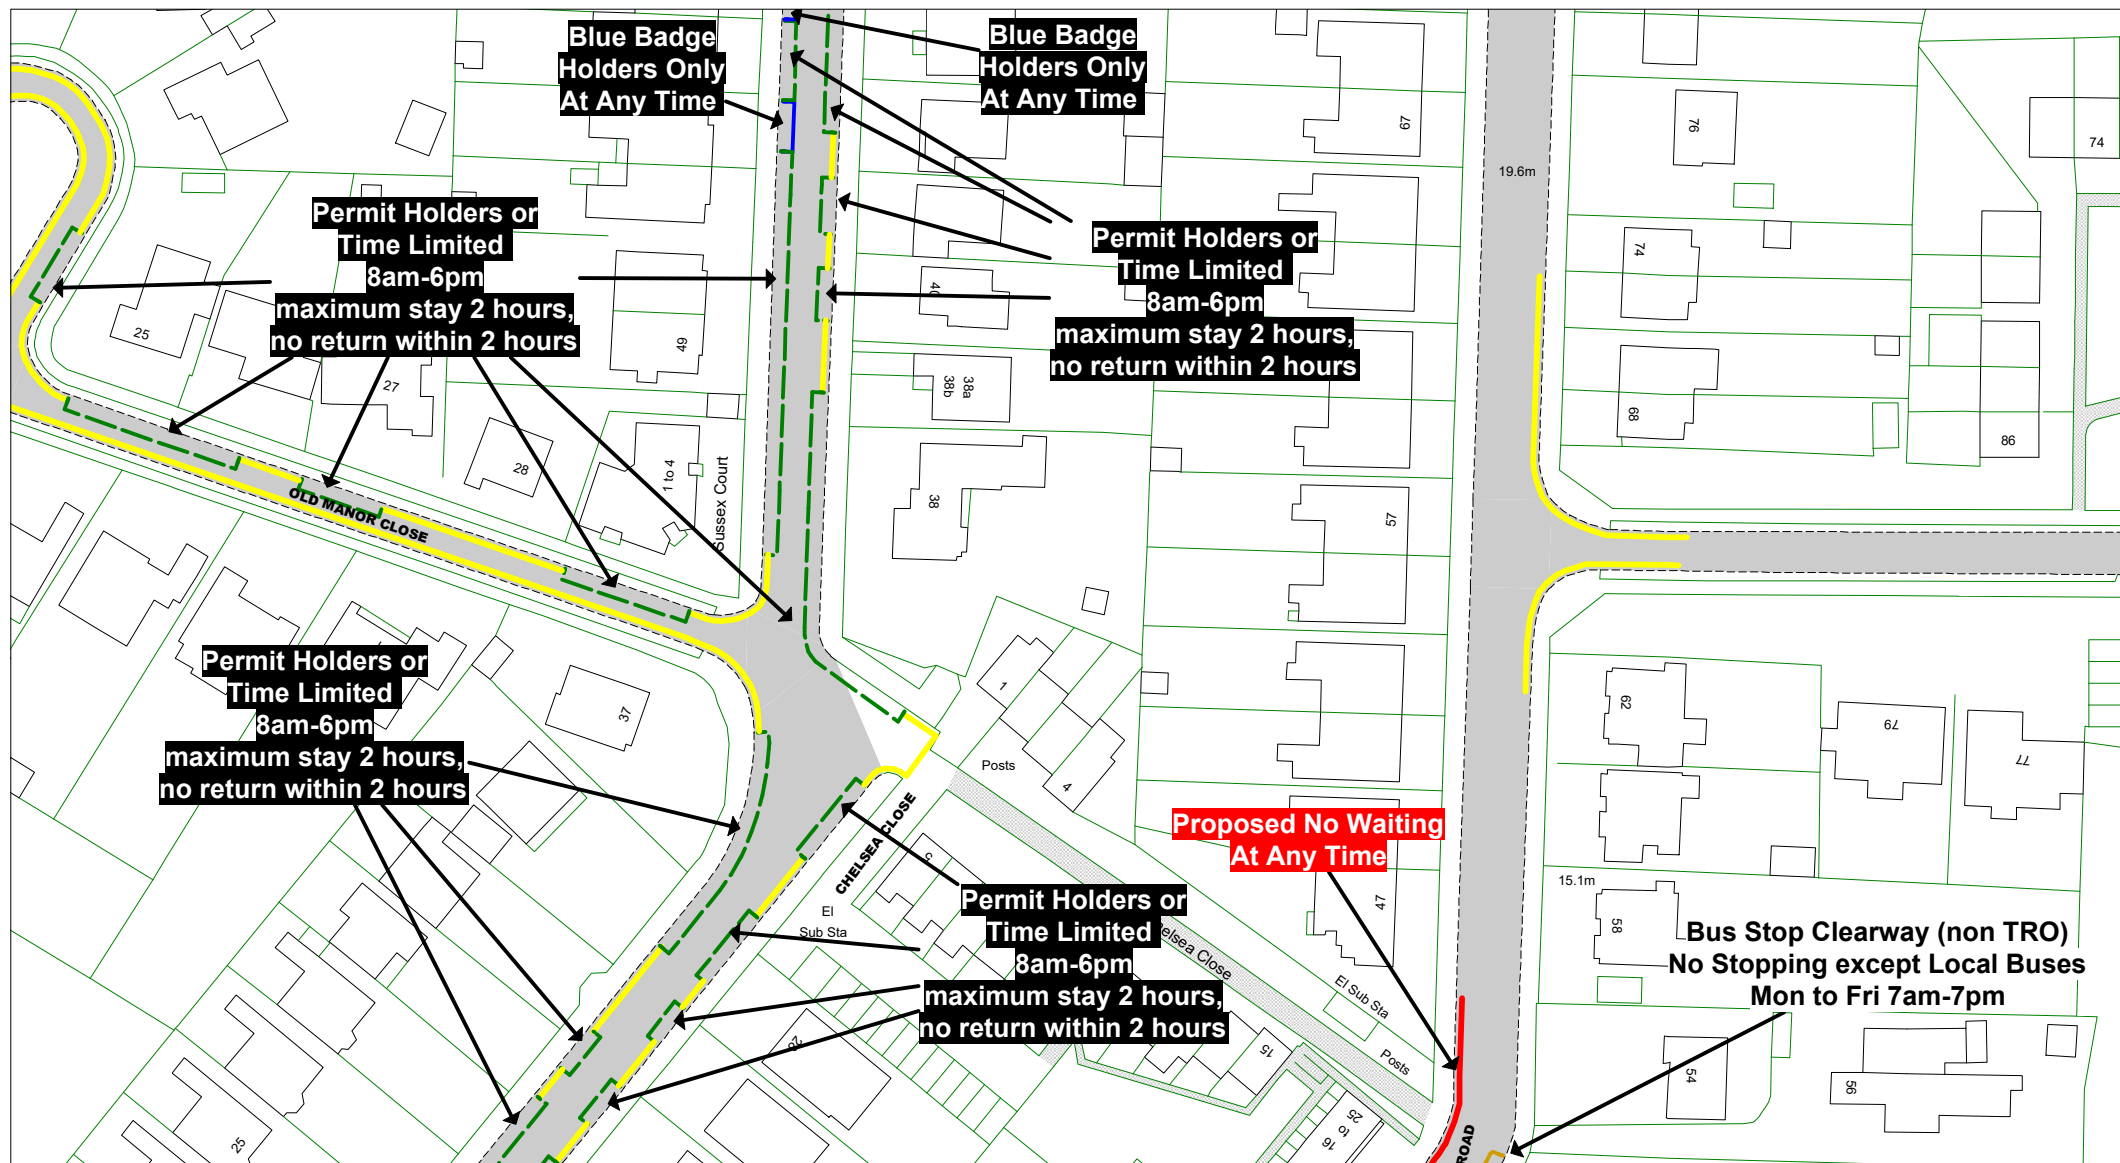 Blue Badge
Holders Only
At Any Time
Blue Badge
Holders Only
At Any Time
67
76
74
19.6m
Permit Holders or
Time Limited
8am-6pm
maximum stay 2 hours,
no return within 2 hours
Permit Holders or
Time Limited
8am-6pm
maximum stay 2 hours,
no return within 2 hours
25
49
40
74
27
38a
38b
68
86
28
1 to 4
Sussex Court
38
57
OLD MANOR CLOSE
Permit Holders or
Time Limited
8am-6pm
maximum stay 2 hours,
no return within 2 hours
37
1
Posts
4
62
79
77
CHELSEA CLOSE
Proposed No Waiting
At Any Time
5
El
Sub Sta
47
15.1m
58
Permit Holders or
Time Limited
8am-6pm
maximum stay 2 hours,
no return within 2 hours
elsea Close
El Sub Sta
Posts
Bus Stop Clearway (non TRO)
No Stopping except Local Buses
Mon to Fri 7am-7pm
15
54
56
25
16
to
25
ROAD